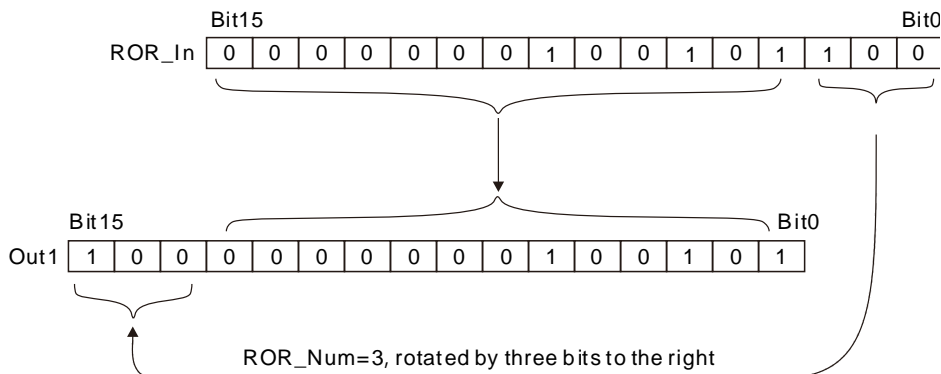 Bit15 Bit0
ROR_In 0 0 0 0 0 0 0 1 0 0 1 0 1 1 0 0
Bit15 Bit0
Out1 1 0 0 0 0 0 0 0 0 0 1 0 0 1 0 1
ROR_Num=3, rotated by three bits to the right